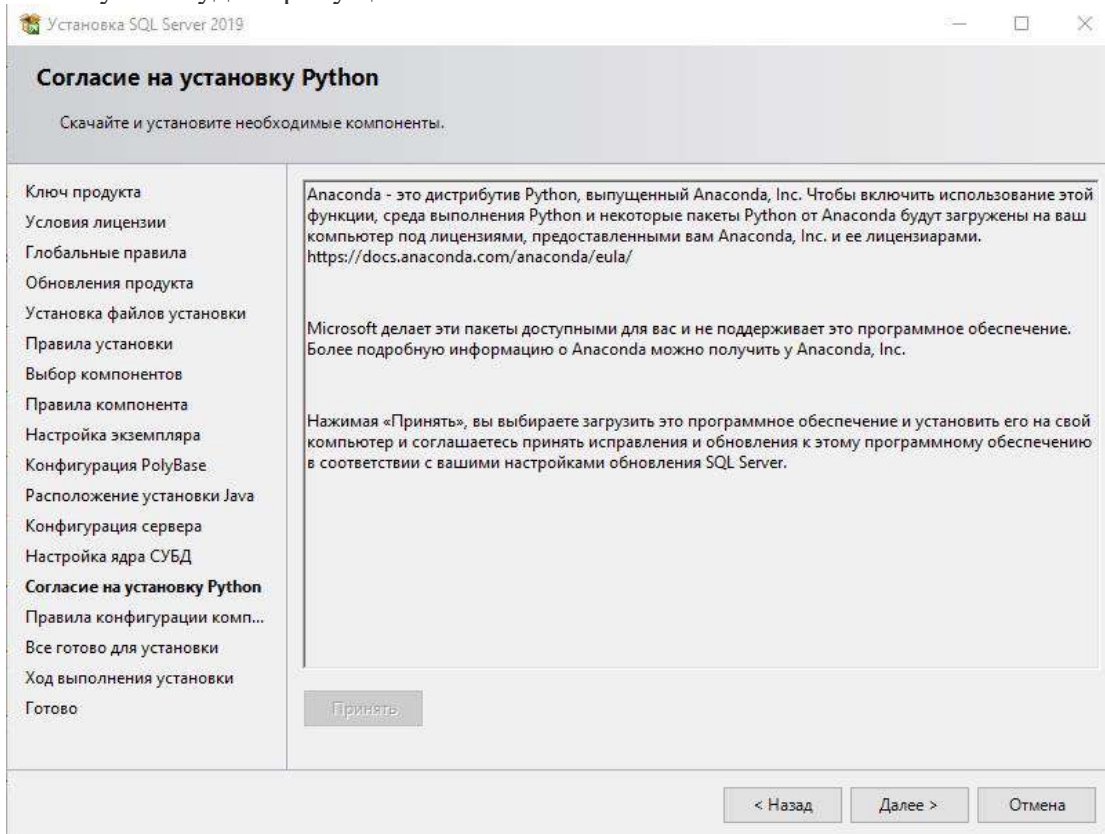 Установка SQL Server 2019
Согласие на установку Python
Скачайте и установите необходимые компоненты.
Ключ продукта
Условия лицензии
Глобальные правила
Обновления продукта
Установка файлов установки
Правила установки
Выбор компонентов
Правила компонента
Настройка экземпляра
Конфигурация PolyBase
Расположение установки Java
Конфигурация сервера
Настройка ядра СУБД
Согласие на установку Python
Правила конфигурации комп...
Все готово для установки
Ход выполнения установки
Готово
Anaconda - это дистрибутив Python, выпущенный Anaconda, Inc. Чтобы включить использование этой
функции, среда выполнения Python и некоторые пакеты Python от Anaconda будут загружены на ваш
компьютер под лицензиями, предоставленными вам Anaconda, Inc. и ее лицензиарами.
https://docs.anaconda.com/anaconda/eula/
Microsoft делает эти пакеты доступными для вас и не поддерживает это программное обеспечение.
Более подробную информацию о Anaconda можно получить у Anaconda, Inc.
Нажимая «Принять», вы выбираете загрузить это программное обеспечение и установить его на свой
компьютер и соглашаетесь принять исправления и обновления к этому программному обеспечению
в соответствии с вашими настройками обновления SQL Server.
Принять
< Назад
Далее >
Отмена